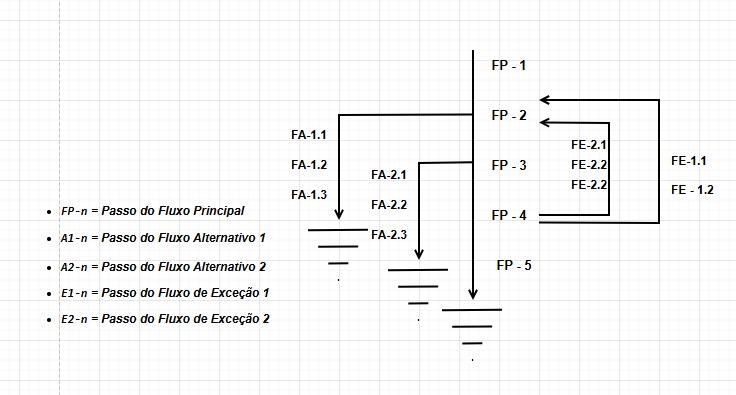 FP - 1
FP - 2
FP - 3
FP - 4
FP - 5
FA-1.1
FA-1.2
FA-1.3
FA-2.1
FA-2.2
FA-2.3
FE-2.1
FE-2.2
FE-2.2
FE-1.1
FE - 1.2
• FP-n = Passo do Fluxo Principal
• A1-n = Passo do Fluxo Alternativo 1
• A2-n = Passo do Fluxo Alternativo 2
• E1-n = Passo do Fluxo de Exceção 1
• E2-n = Passo do Fluxo de Exceção 2